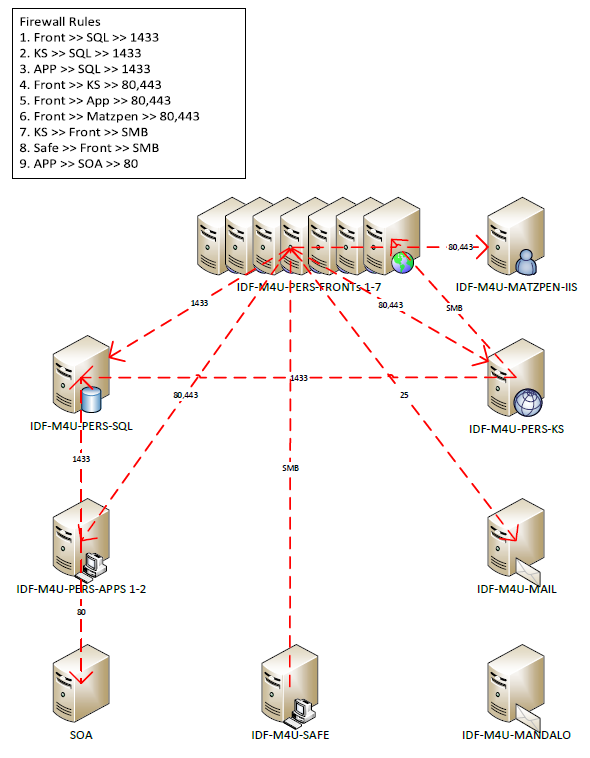 Firewall Rules
1. Front >> SQL >> 1433
2. KS >> SQL >> 1433
3. APP >> SQL >> 1433
4. Front >> KS >> 80,443
5. Front >> App >> 80,443
6. Front >> Matzpen >> 80,443
7. KS >> Front >> SMB
8. Safe >> Front >> SMB
9. APP >> SOA >> 80
80,443
IDF-M4U-PERS-FRONTs 1-7
IDF-M4U-MATZPEN-IIS
1433
80,443
SMB
1433
80,443
25
IDF-M4U-PERS-SQL
IDF-M4U-PERS-KS
1433
SMB
IDF-M4U-PERS-APPS 1-2
IDF-M4U-MAIL
80
SOA
IDF-M4U-SAFE
IDF-M4U-MANDALO